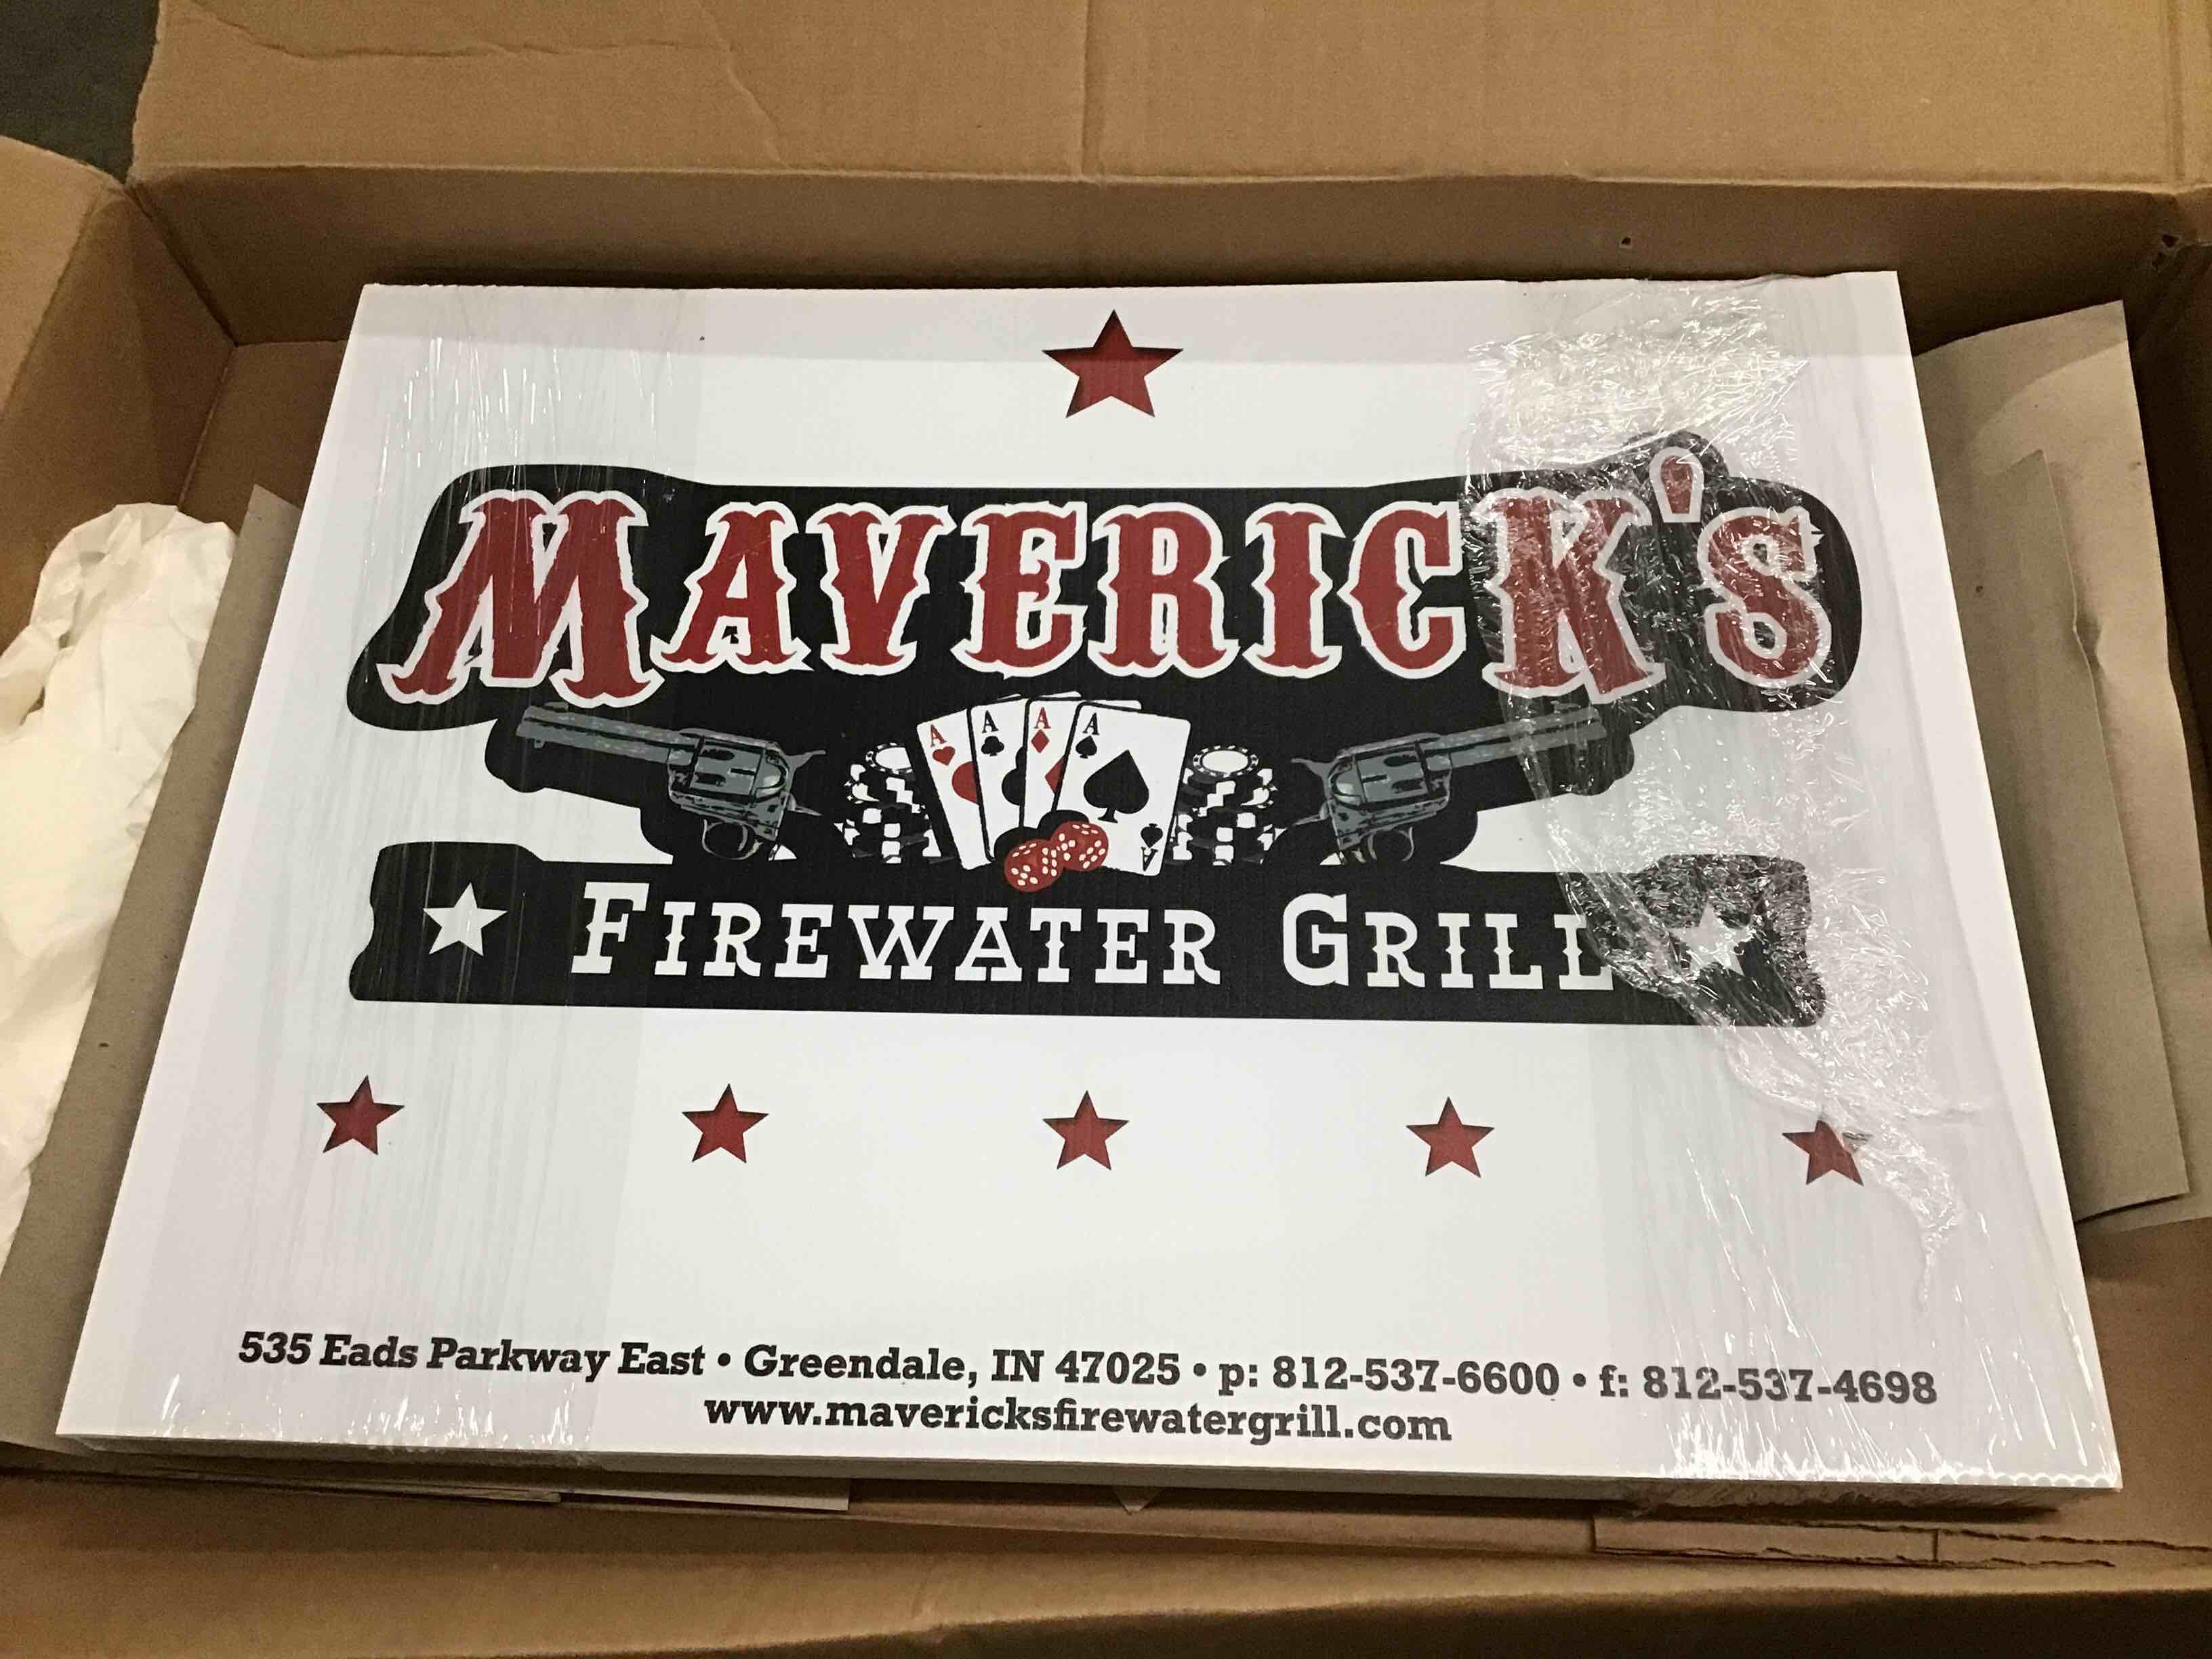 MAVERICK'S
A A A A
A
FIREWATER GRILL
535 Eads Parkway East • Greendale, IN 47025 • p: 812-537-6600 • f: 812-537-4698
www.mavericksfirewatergrill.com